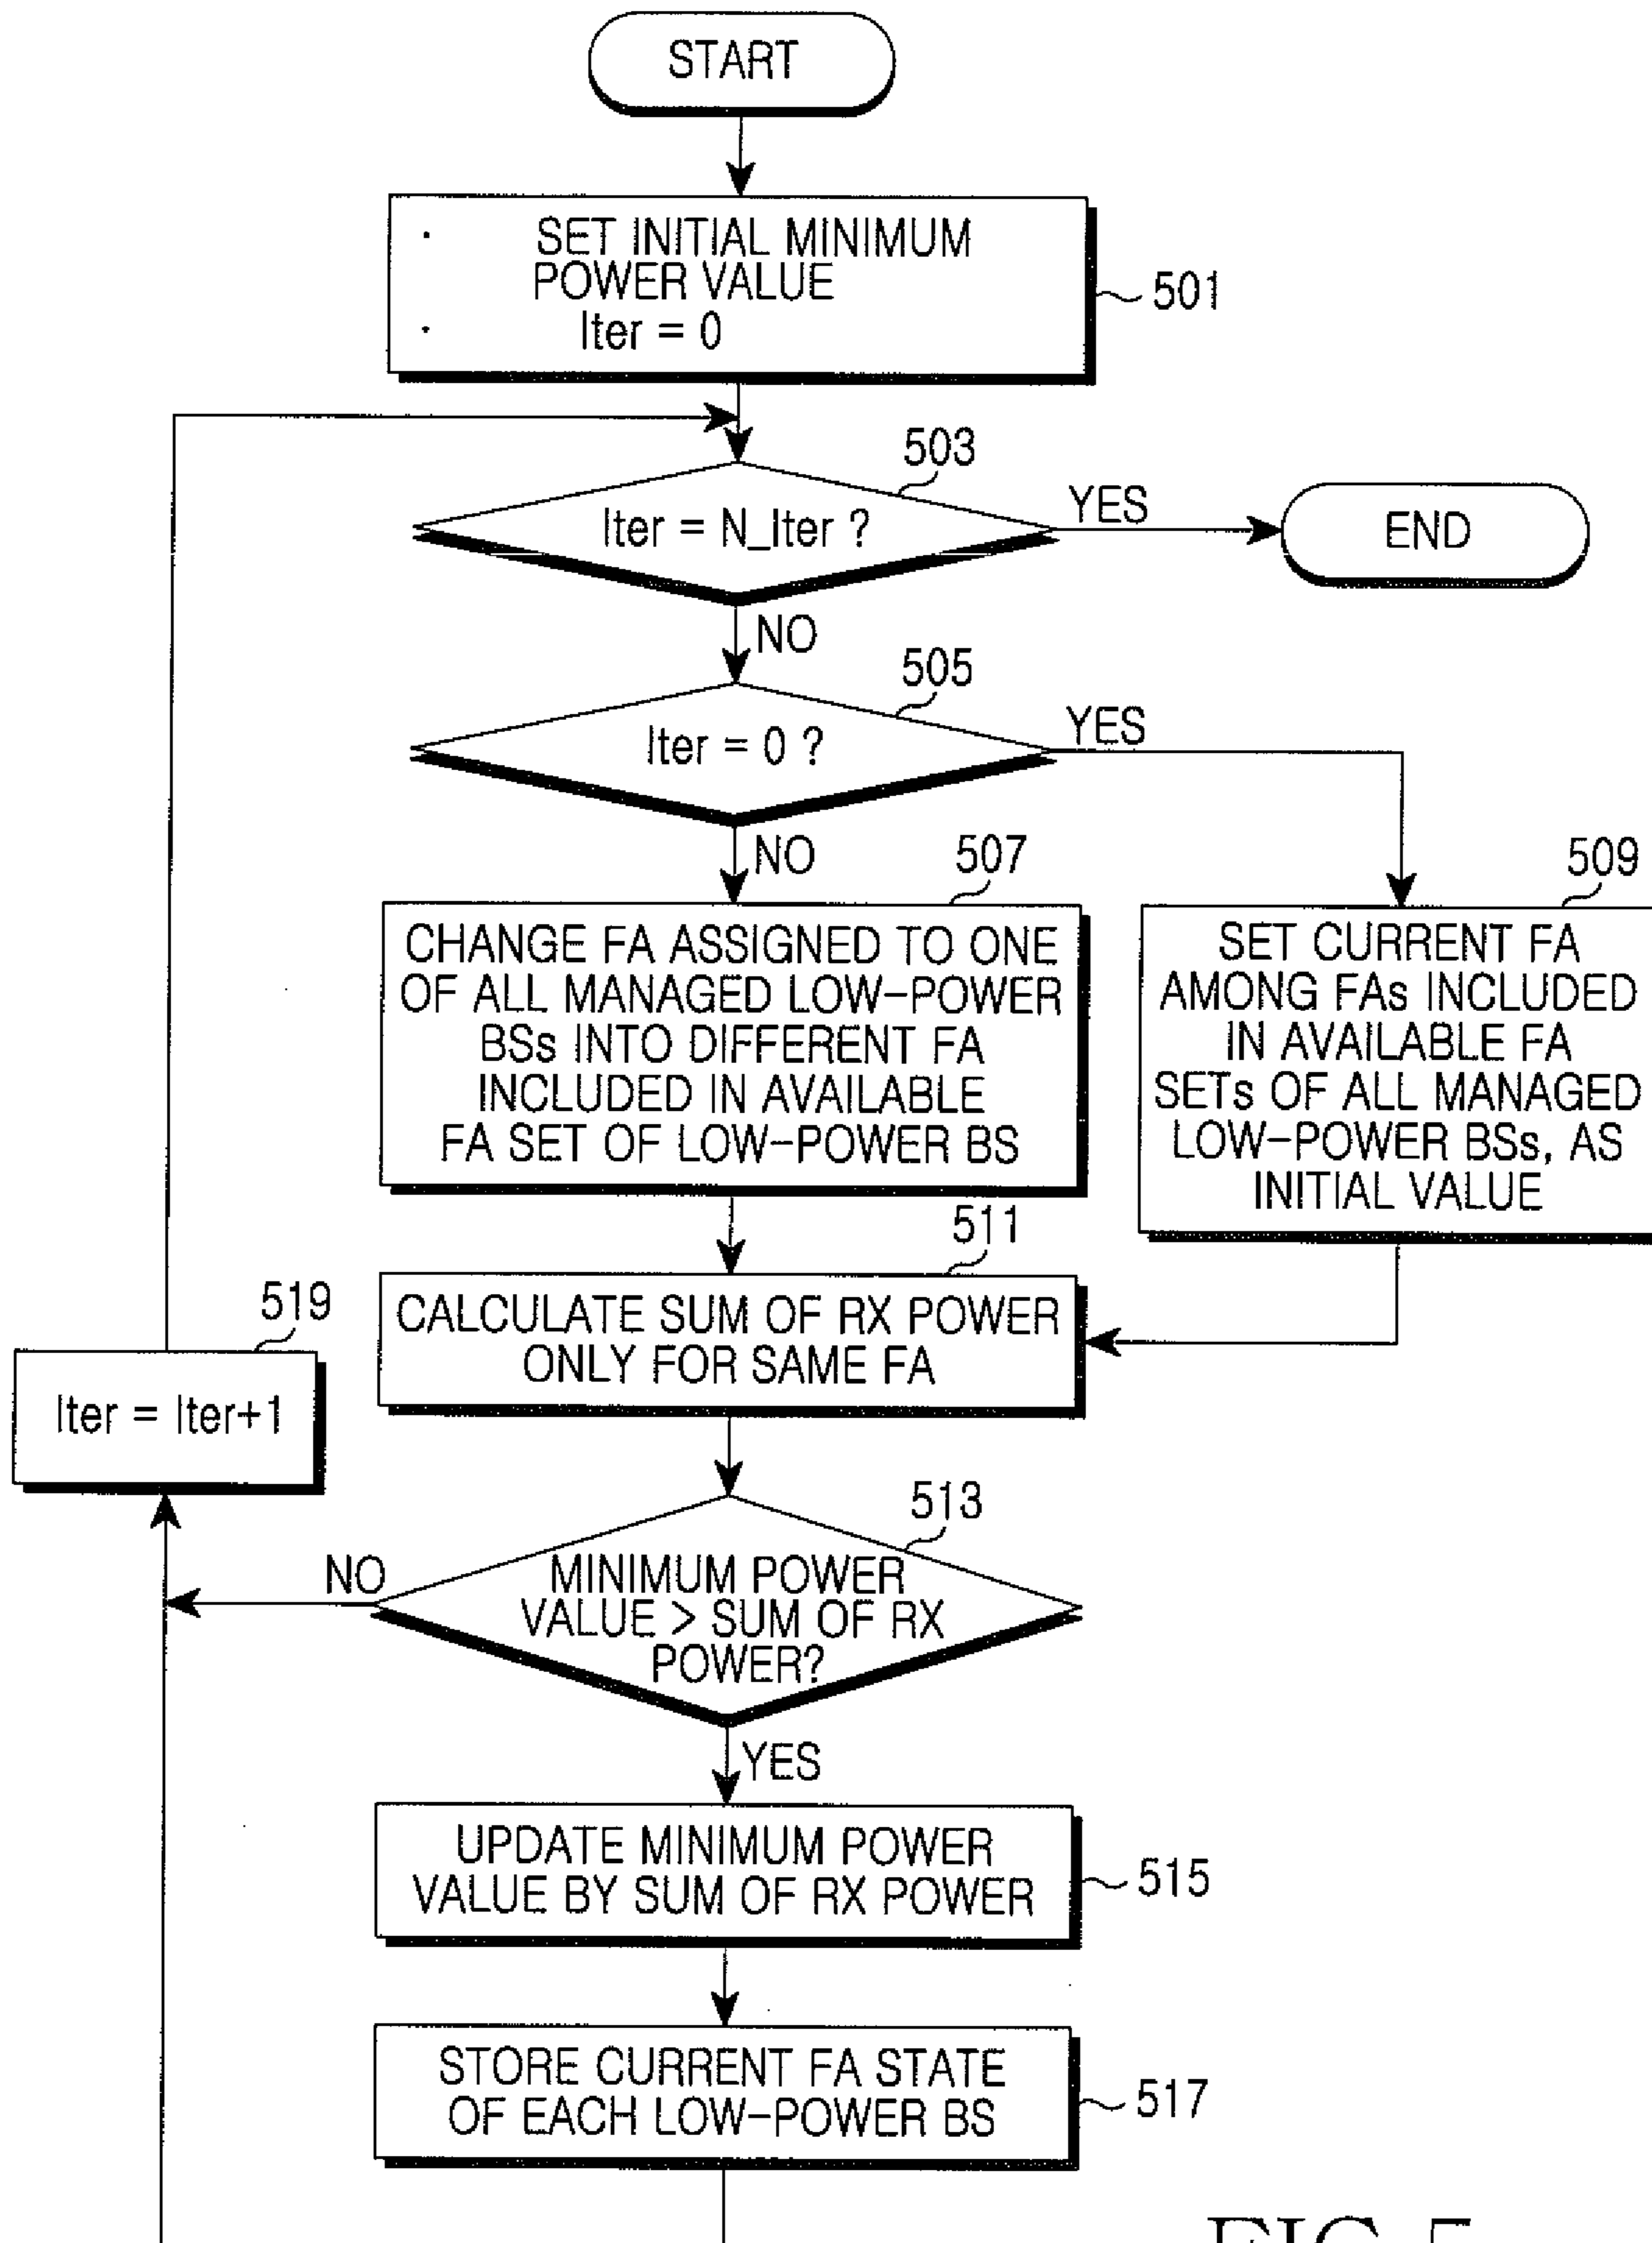 START
· SET INITIAL MINIMUM
POWER VALUE
· Iter = 0
501
503
Iter = N_Iter ?
YES
END
NO
505
Iter = 0 ?
YES
NO
507
509
CHANGE FA ASSIGNED TO ONE
OF ALL MANAGED LOW-POWER
BSs INTO DIFFERENT FA
INCLUDED IN AVAILABLE
FA SET OF LOW-POWER BS
SET CURRENT FA
AMONG FAs INCLUDED
IN AVAILABLE FA
SETs OF ALL MANAGED
LOW-POWER BSs, AS
INITIAL VALUE
511
CALCULATE SUM OF RX POWER
ONLY FOR SAME FA
519
Iter = Iter+1
513
NO
MINIMUM POWER
VALUE > SUM OF RX
POWER?
YES
UPDATE MINIMUM POWER
VALUE BY SUM OF RX POWER
515
STORE CURRENT FA STATE
OF EACH LOW-POWER BS
517